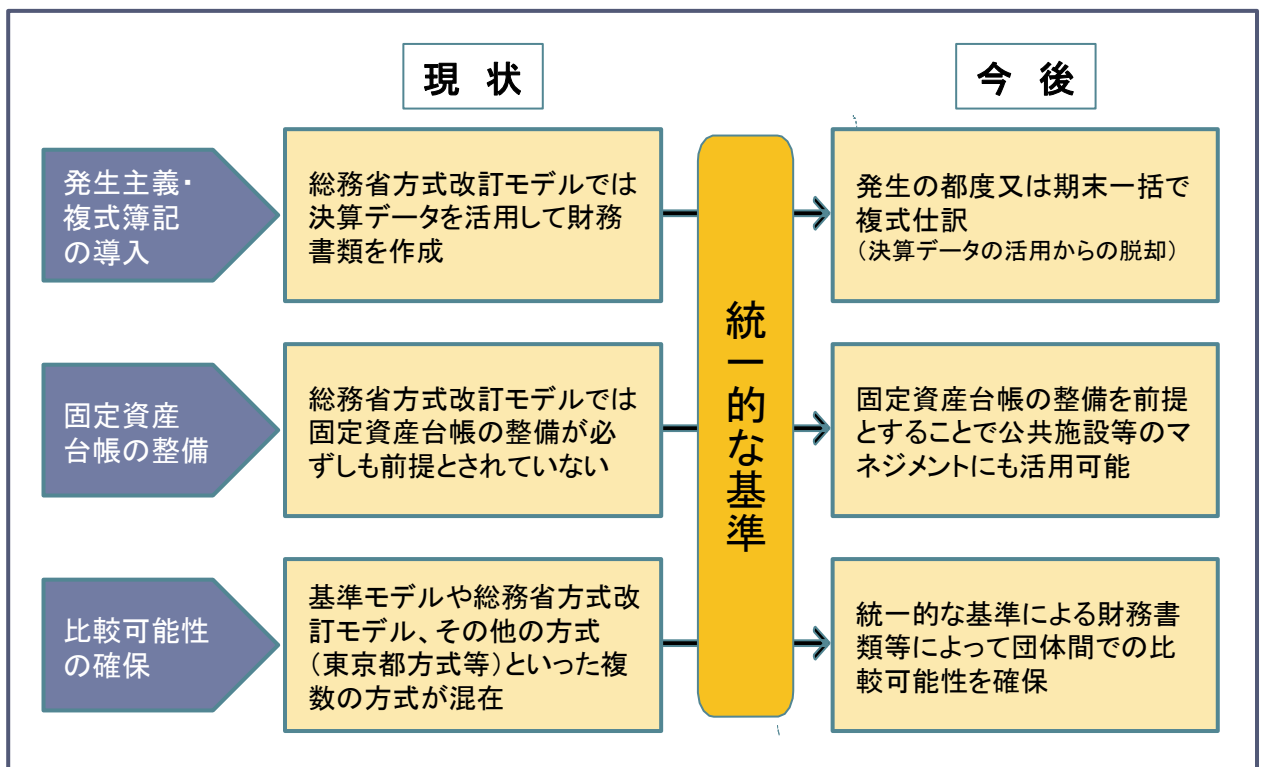 現 状
今 後
発生主義・
複式簿記
の導入
総務省方式改訂モデルでは
決算データを活用して財務
書類を作成
発生の都度又は期末一括で
複式仕訳
（決算データの活用からの脱却）
統一的な基準
固定資産
台帳の整備
総務省方式改訂モデルでは
固定資産台帳の整備が必
ずしも前提とされていない
固定資産台帳の整備を前提
とすることで公共施設等のマ
ネジメントにも活用可能
比較可能性
の確保
基準モデルや総務省方式改
訂モデル、その他の方式
（東京都方式等）といった複
数の方式が混在
統一的な基準による財務書
類等によって団体間での比
較可能性を確保